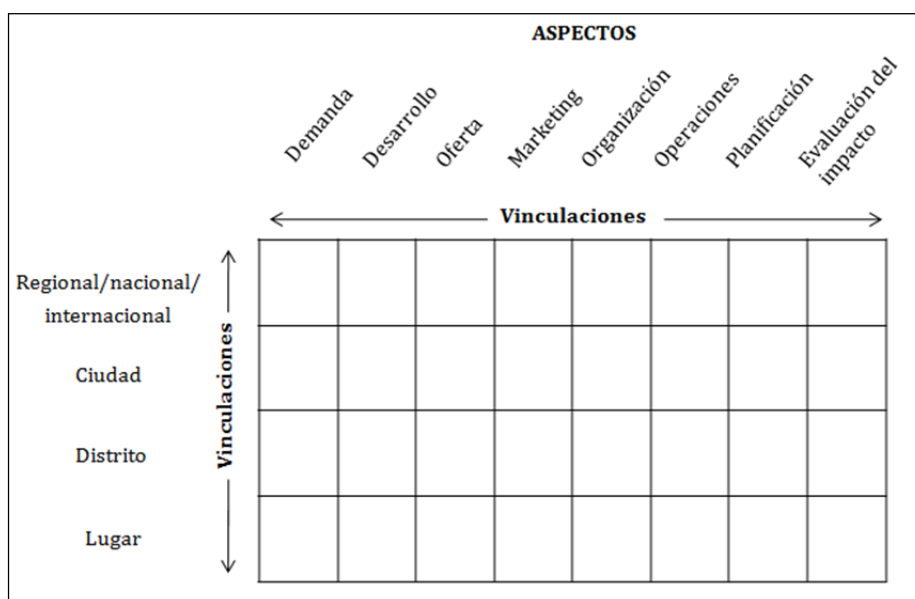 ASPECTOS
Demanda
Desarrollo
Oferta
Marketing
Organización
Operaciones
Planificación
Evaluación del
impacto
Vinculaciones
Regional/nacional/
internacional
Ciudad
Distrito
Lugar
Vinculaciones